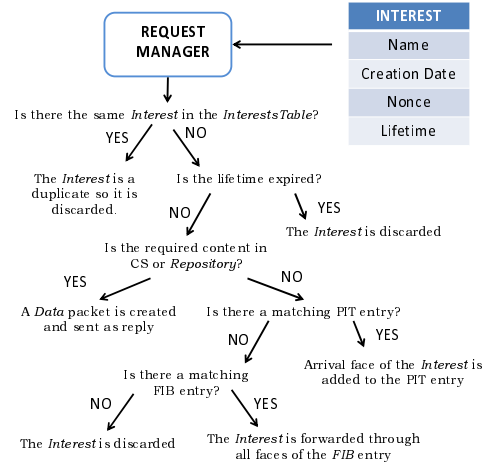 REQUEST
MANAGER
INTEREST
Name
Creation Date
Nonce
Lifetime
Is there the same Interest in the InterestsTable?
YES
NO
The Interest is a
duplicate so it is
discarded.
Is the lifetime expired?
NO
YES
The Interest is discarded
Is the required content in
CS or Repository?
YES
NO
A Data packet is created
and sent as reply
Is there a matching PIT entry?
NO
YES
Arrival face of the Interest is
added to the PIT entry
Is there a matching
FIB entry?
NO
YES
The Interest is discarded
The Interest is forwarded through
all faces of the FIB entry